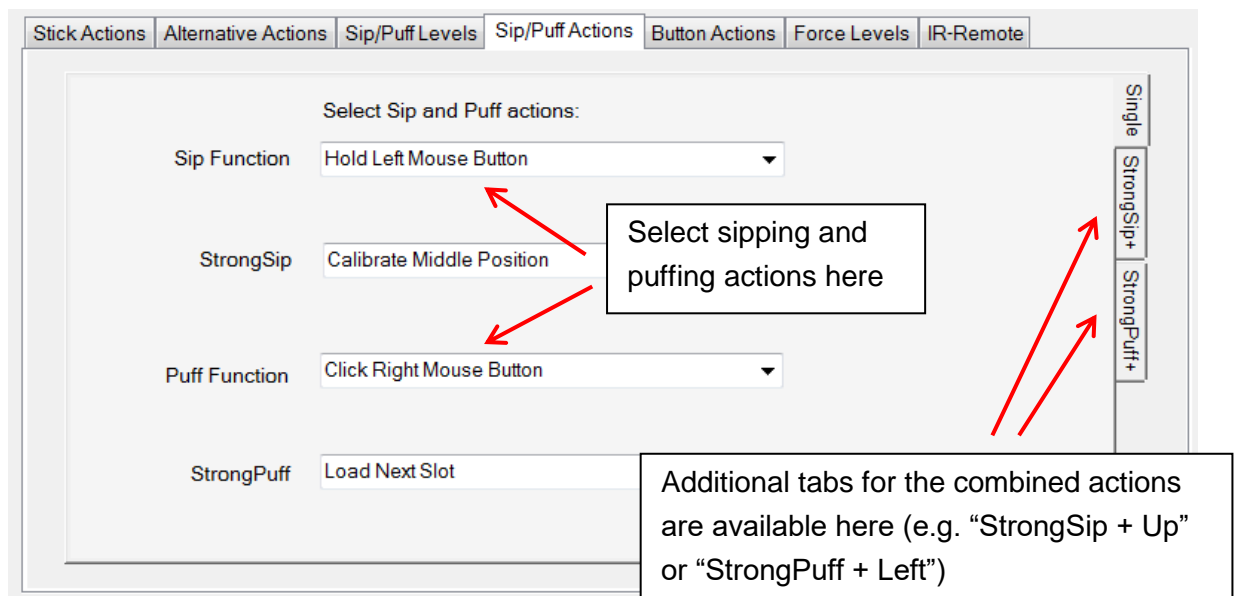 Stick Actions Alternative Actions Sip/Puff Levels Sip/Puff Actions Button Actions Force Levels IR-Remote
Select Sip and Puff actions:
Sip Function Hold Left Mouse Button
StrongSip Calibrate Middle Position
Puff Function Click Right Mouse Button
StrongPuff Load Next Slot
Single
StrongSip+
StrongPuff+
Select sipping and
puffing actions here
Additional tabs for the combined actions
are available here (e.g. “StrongSip + Up”
or “StrongPuff + Left”)